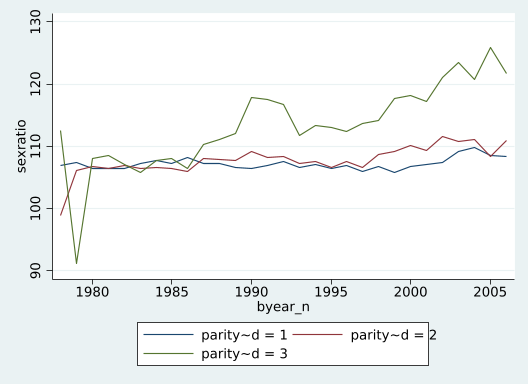 130
120
110
100
90
sexratio
1980 1985 1990 1995 2000 2005
byear_n
parity~d = 1 parity~d = 2
parity~d = 3